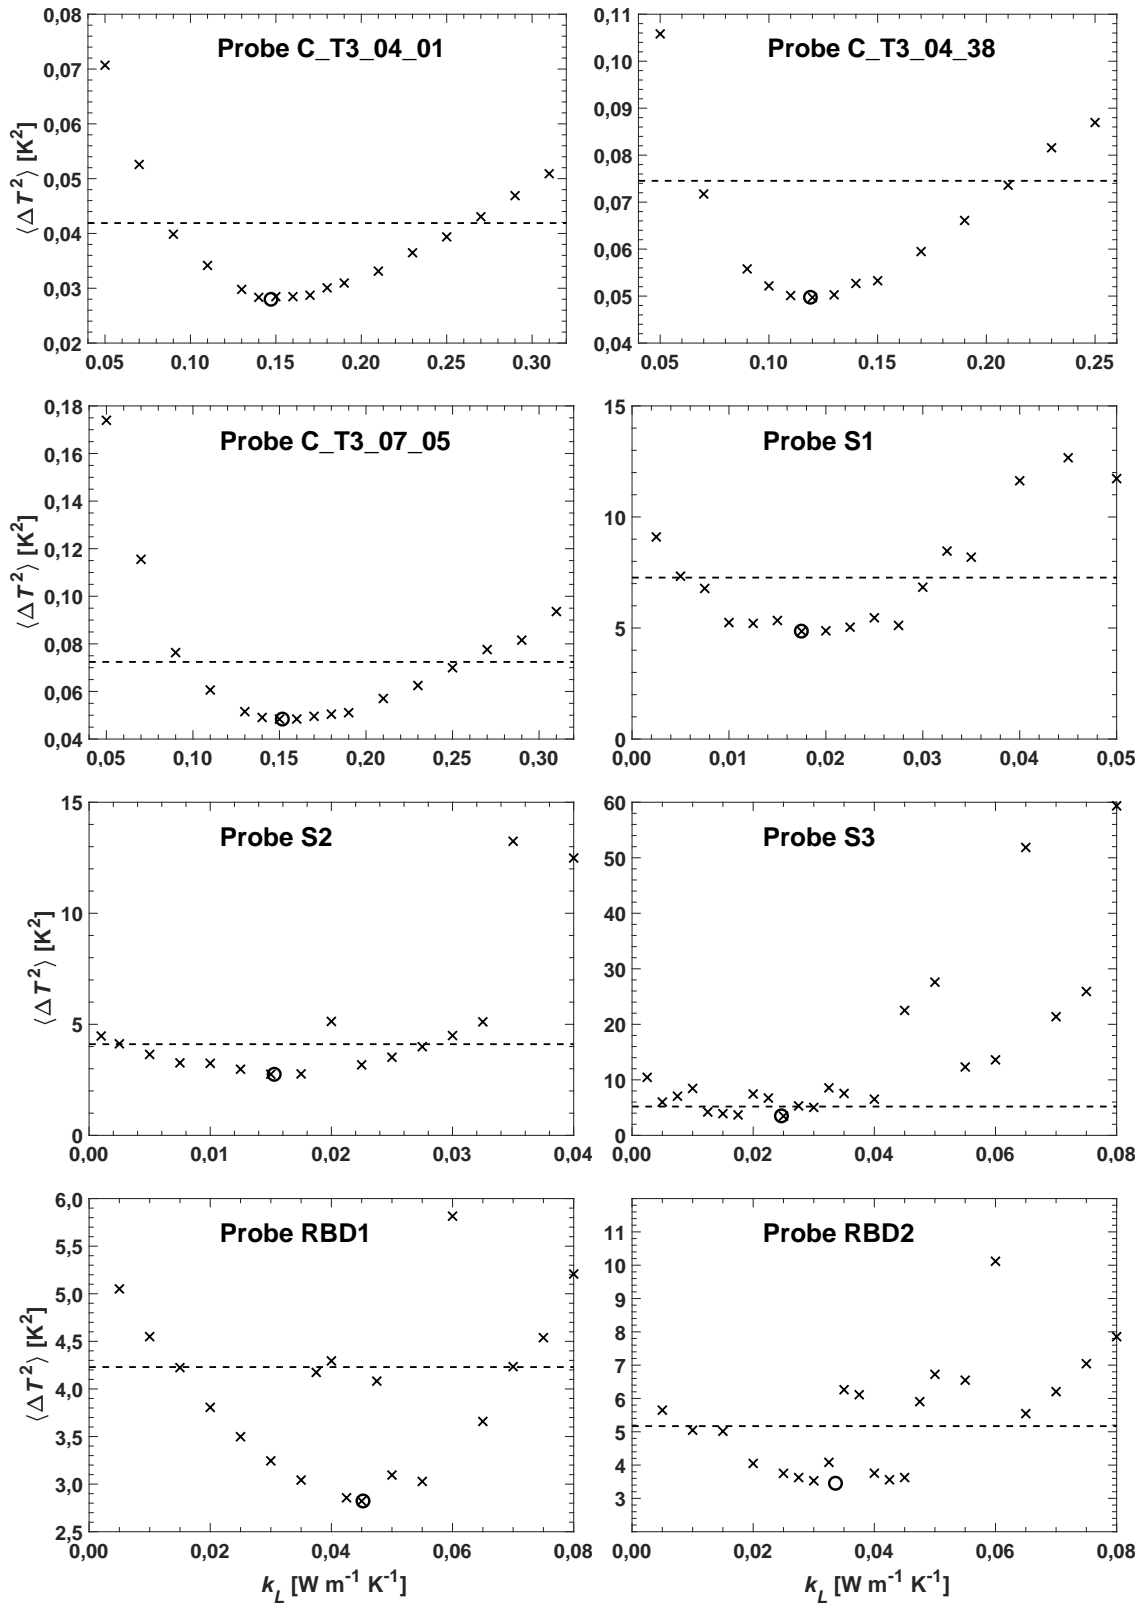 Probe C_T3_04_01
⟨Δ T²⟩ [K²]
0,08
0,07
0,06
0,05
0,04
0,03
0,02
0,05 0,10 0,15 0,20 0,25 0,30
Probe C_T3_04_38
0,11
0,10
0,09
0,08
0,07
0,06
0,05
0,04
0,05 0,10 0,15 0,20 0,25
Probe C_T3_07_05
⟨Δ T²⟩ [K²]
0,18
0,16
0,14
0,12
0,10
0,08
0,06
0,04
0,05 0,10 0,15 0,20 0,25 0,30
Probe S1
15
10
5
0
0,00 0,01 0,02 0,03 0,04 0,05
Probe S2
⟨Δ T²⟩ [K²]
15
10
5
0
0,00 0,01 0,02 0,03 0,04
Probe S3
60
50
40
30
20
10
0
0,00 0,02 0,04 0,06 0,08
Probe RBD1
⟨Δ T²⟩ [K²]
6,0
5,5
5,0
4,5
4,0
3,5
3,0
2,5
0,00 0,02 0,04 0,06 0,08
k_L [W m⁻¹ K⁻¹]
Probe RBD2
11
10
9
8
7
6
5
4
3
0,00 0,02 0,04 0,06 0,08
k_L [W m⁻¹ K⁻¹]